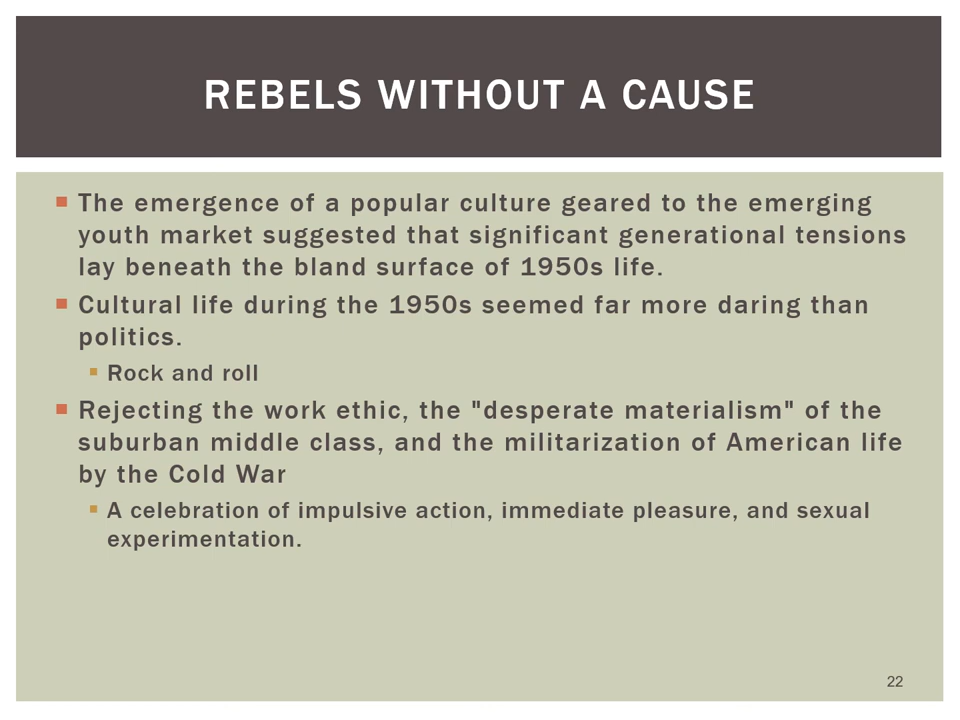 REBELS WITHOUT A CAUSE
The emergence of a popular culture geared to the emerging
youth market suggested that significant generational tensions
lay beneath the bland surface of 1950s life.
Cultural life during the 1950s seemed far more daring than
politics.
Rock and roll
Rejecting the work ethic, the "desperate materialism" of the
suburban middle class, and the militarization of American life
by the Cold War
A celebration of impulsive action, immediate pleasure, and sexual
experimentation.
22